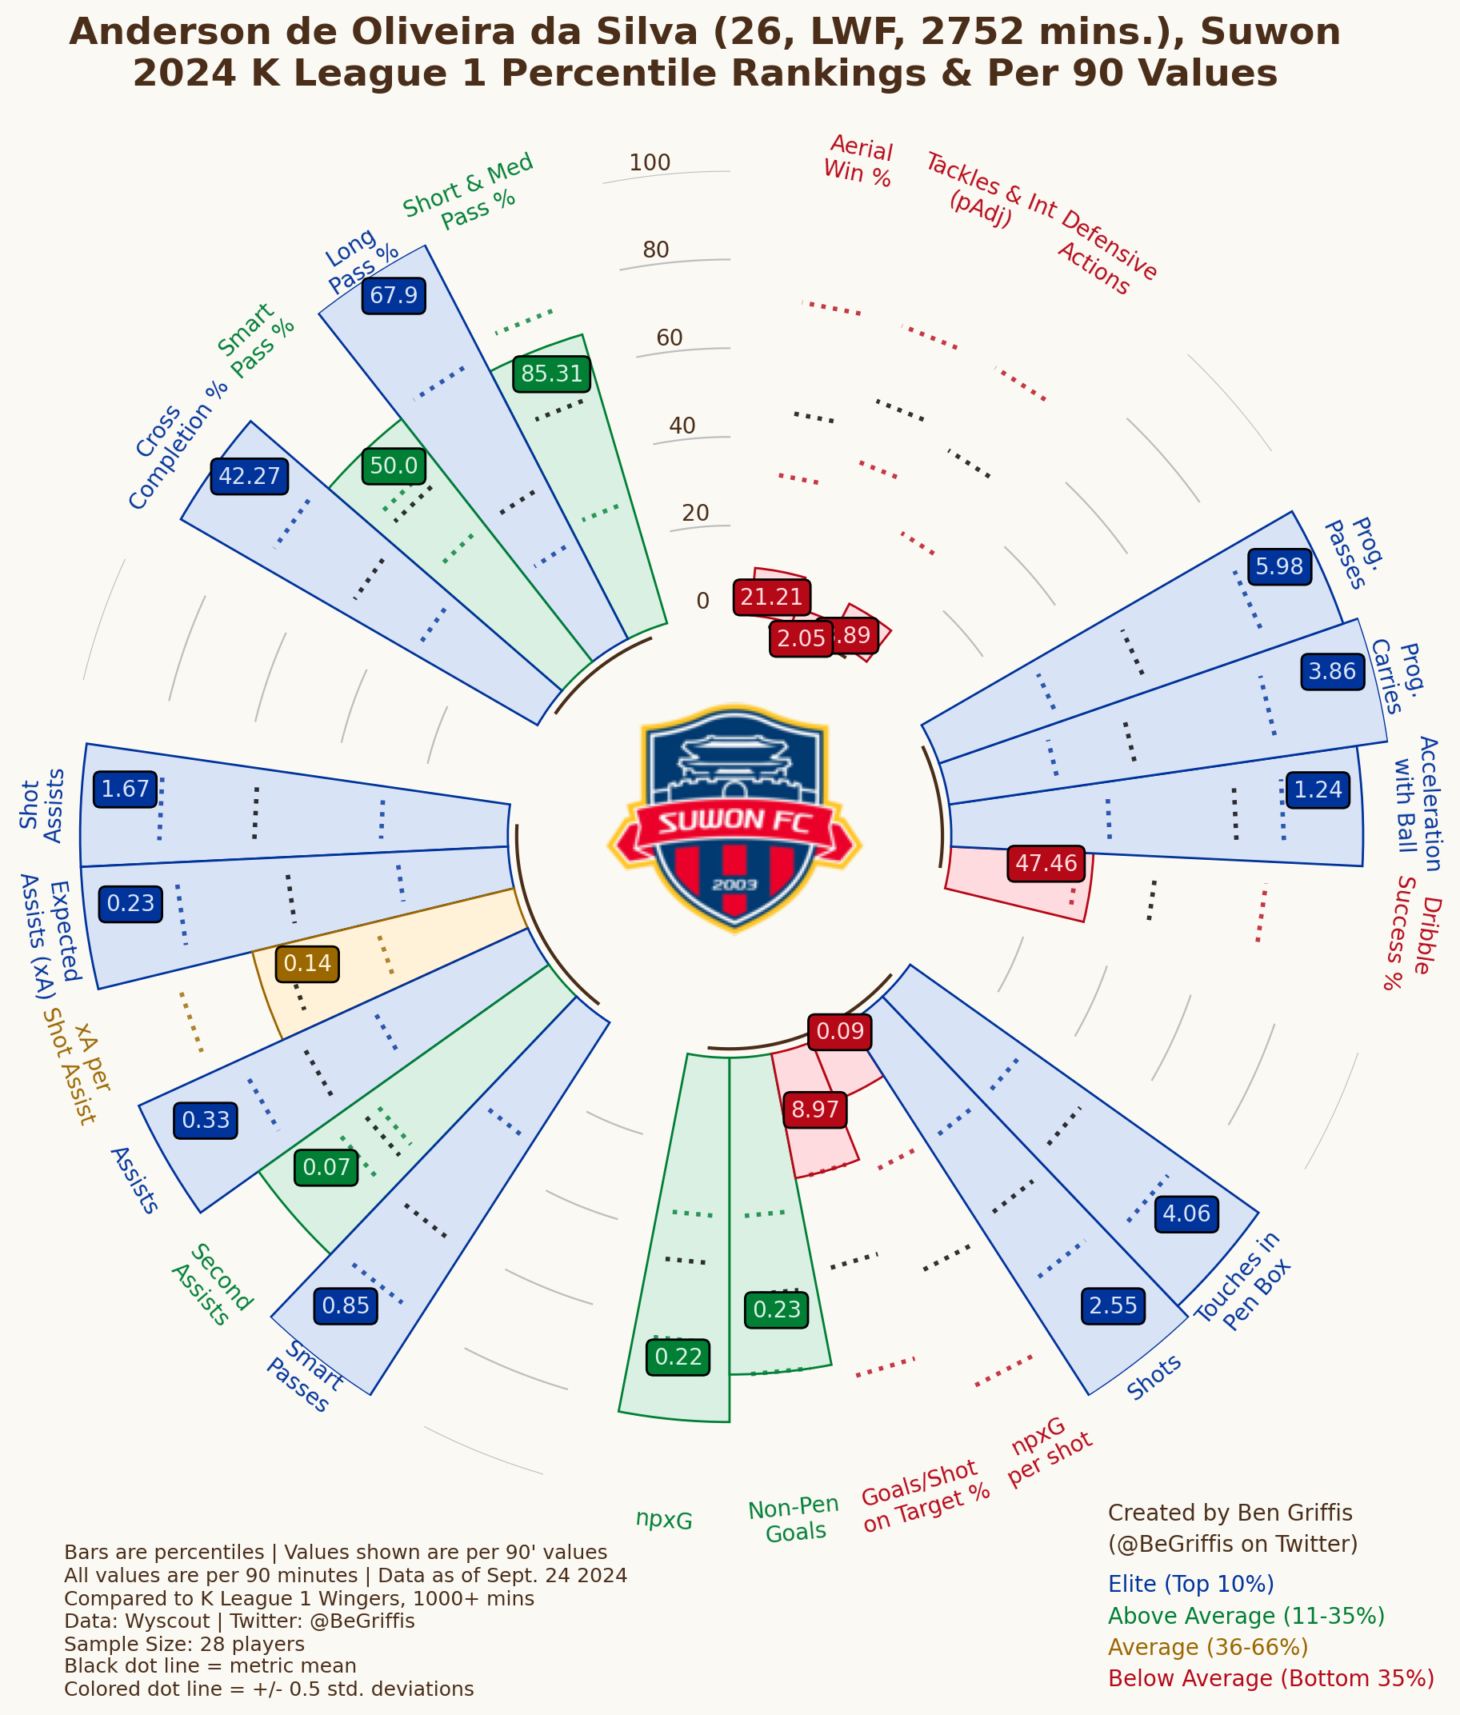 Anderson de Oliveira da Silva (26, LWF, 2752 mins.), Suwon
2024 K League 1 Percentile Rankings & Per 90 Values
Aerial
Win %
Tackles & Int
(pAdj)
Defensive
Actions
100
80
60
40
20
0
Short & Med
Pass %
85.31
Long
Pass %
67.9
Smart
Pass %
50.0
Cross
Completion %
42.27
21.21
2.05
.89
Prog.
Passes
5.98
Prog.
Carries
3.86
Acceleration
with Ball
1.24
Dribble
Success %
47.46
SUWON FC
2003
Shot
Assists
1.67
Expected
Assists (xA)
0.23
xA per
Shot Assist
0.14
Assists
0.33
Second
Assists
0.07
Smart
Passes
0.85
npxG
0.22
Non-Pen
Goals
0.23
Goals/Shot
on Target %
8.97
npxG
per shot
0.09
Shots
2.55
Touches in
Pen Box
4.06
Bars are percentiles | Values shown are per 90' values
All values are per 90 minutes | Data as of Sept. 24 2024
Compared to K League 1 Wingers, 1000+ mins
Data: Wyscout | Twitter: @BeGriffis
Sample Size: 28 players
Black dot line = metric mean
Colored dot line = +/- 0.5 std. deviations
Created by Ben Griffis
(@BeGriffis on Twitter)
Elite (Top 10%)
Above Average (11-35%)
Average (36-66%)
Below Average (Bottom 35%)